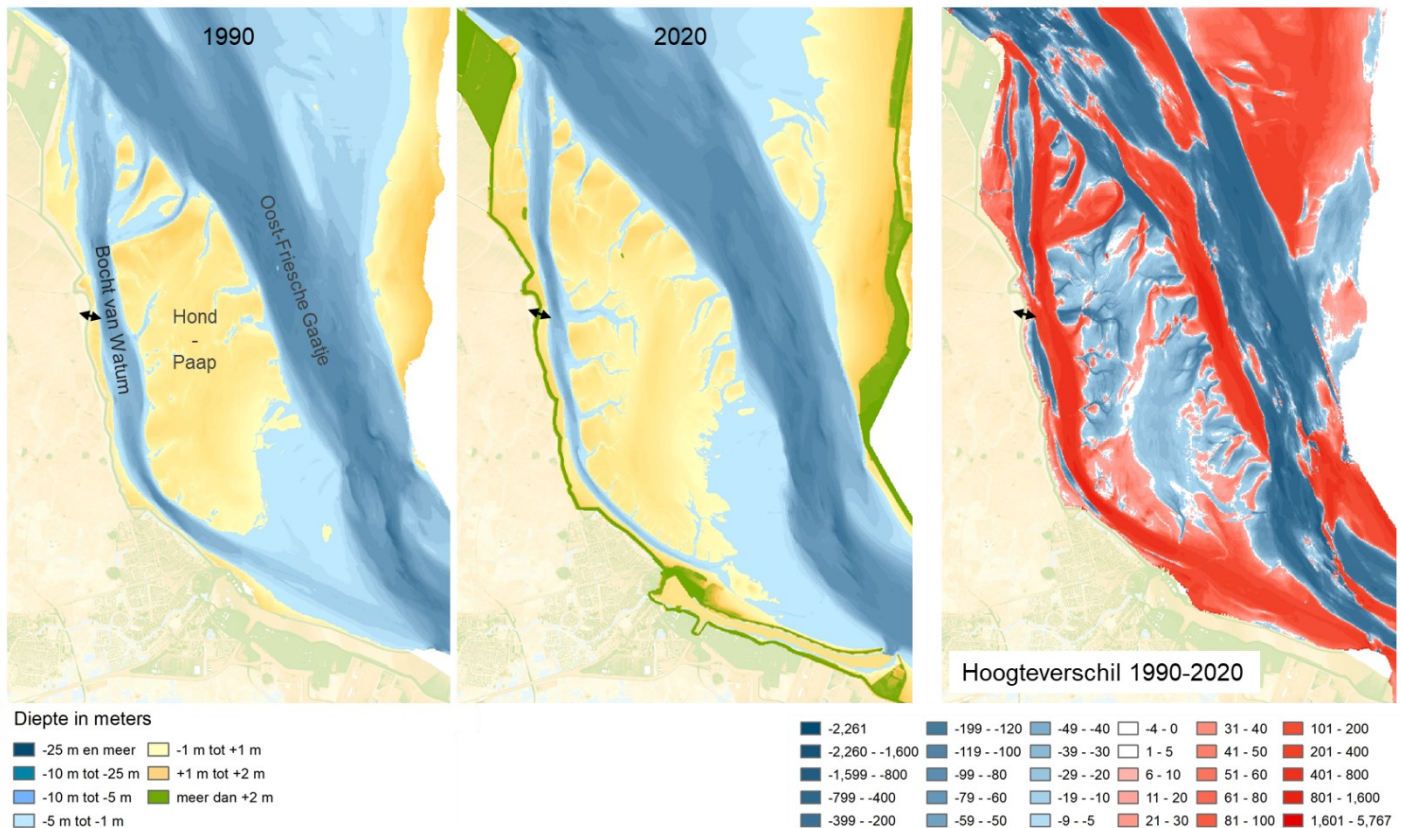 1990
2020
Bocht van Watum
Hond
-
Paap
Oost-Friesche Gaatje
Hoogteverschil 1990-2020
Diepte in meters
-25 m en meer
-10 m tot -25 m
-10 m tot -5 m
-5 m tot -1 m
-1 m tot +1 m
+1 m tot +2 m
meer dan +2 m
-2,261
-2,260 - -1,600
-1,599 - -800
-799 - -400
-399 - -200
-199 - -120
-119 - -100
-99 - -80
-79 - -60
-59 - -50
-49 - -40
-39 - -30
-29 - -20
-19 - -10
-9 - -5
-4 - 0
1 - 5
6 - 10
11 - 20
21 - 30
31 - 40
41 - 50
51 - 60
61 - 80
81 - 100
101 - 200
201 - 400
401 - 800
801 - 1,600
1,601 - 5,767